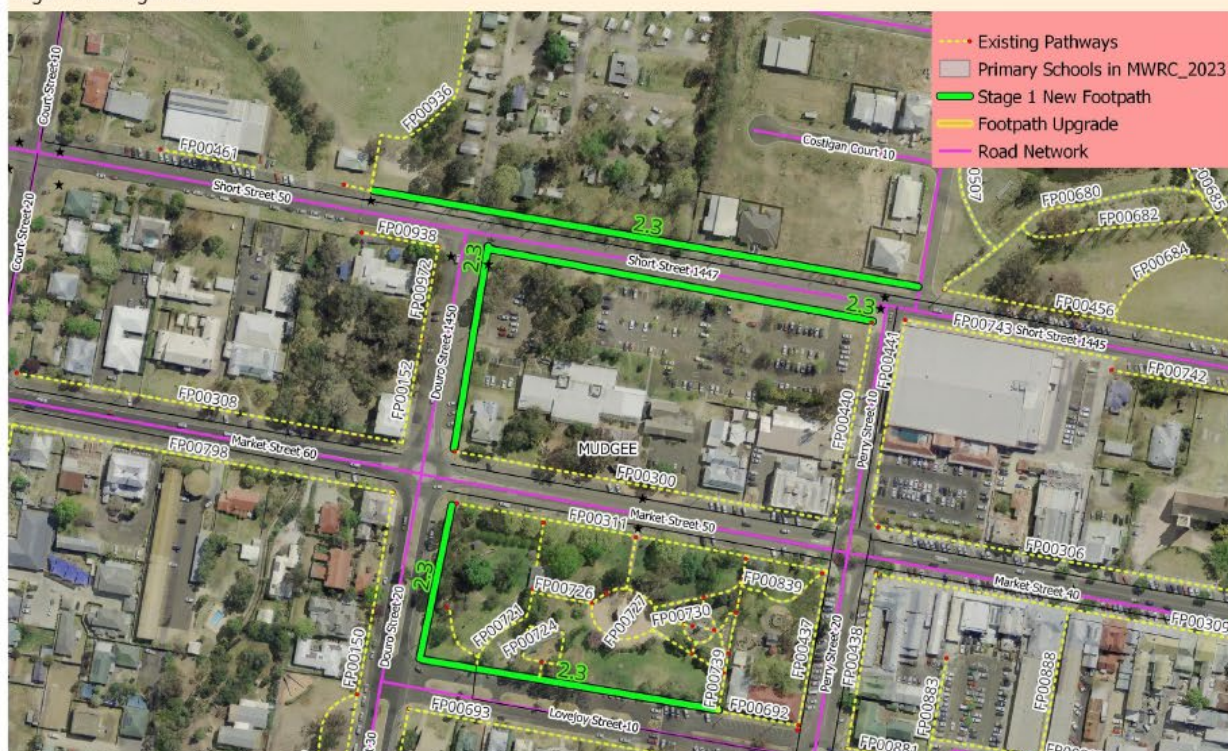 Existing Pathways
Primary Schools in MWRC_2023
Stage 1 New Footpath
Footpath Upgrade
Road Network
Court Street 10
FP00936
FP00461
Costigan Court 10
FP00680
FP00682
FP00684
Short Street 50
2.3
Court Street 20
FP00938
FP00972
2.3
Short Street 1447
2.3
FP00456
FP00743
Short Street 1445
FP00742
Douro Street 1450
FP00441
FP00440
Perry Street 10
FP00152
FP00308
Market Street 60
FP00798
MUDGEE
FP00300
Market Street 50
FP00311
FP00306
Market Street 40
FP00309
2.3
FP00726
FP00839
FP00721
FP00724
FP00727
FP00730
FP00739
FP00437
Perry Street 20
FP00438
FP00150
Douro Street 20
2.3
FP00883
FP00888
FP00693
Lovejoy Street 10
FP00692
FP00881